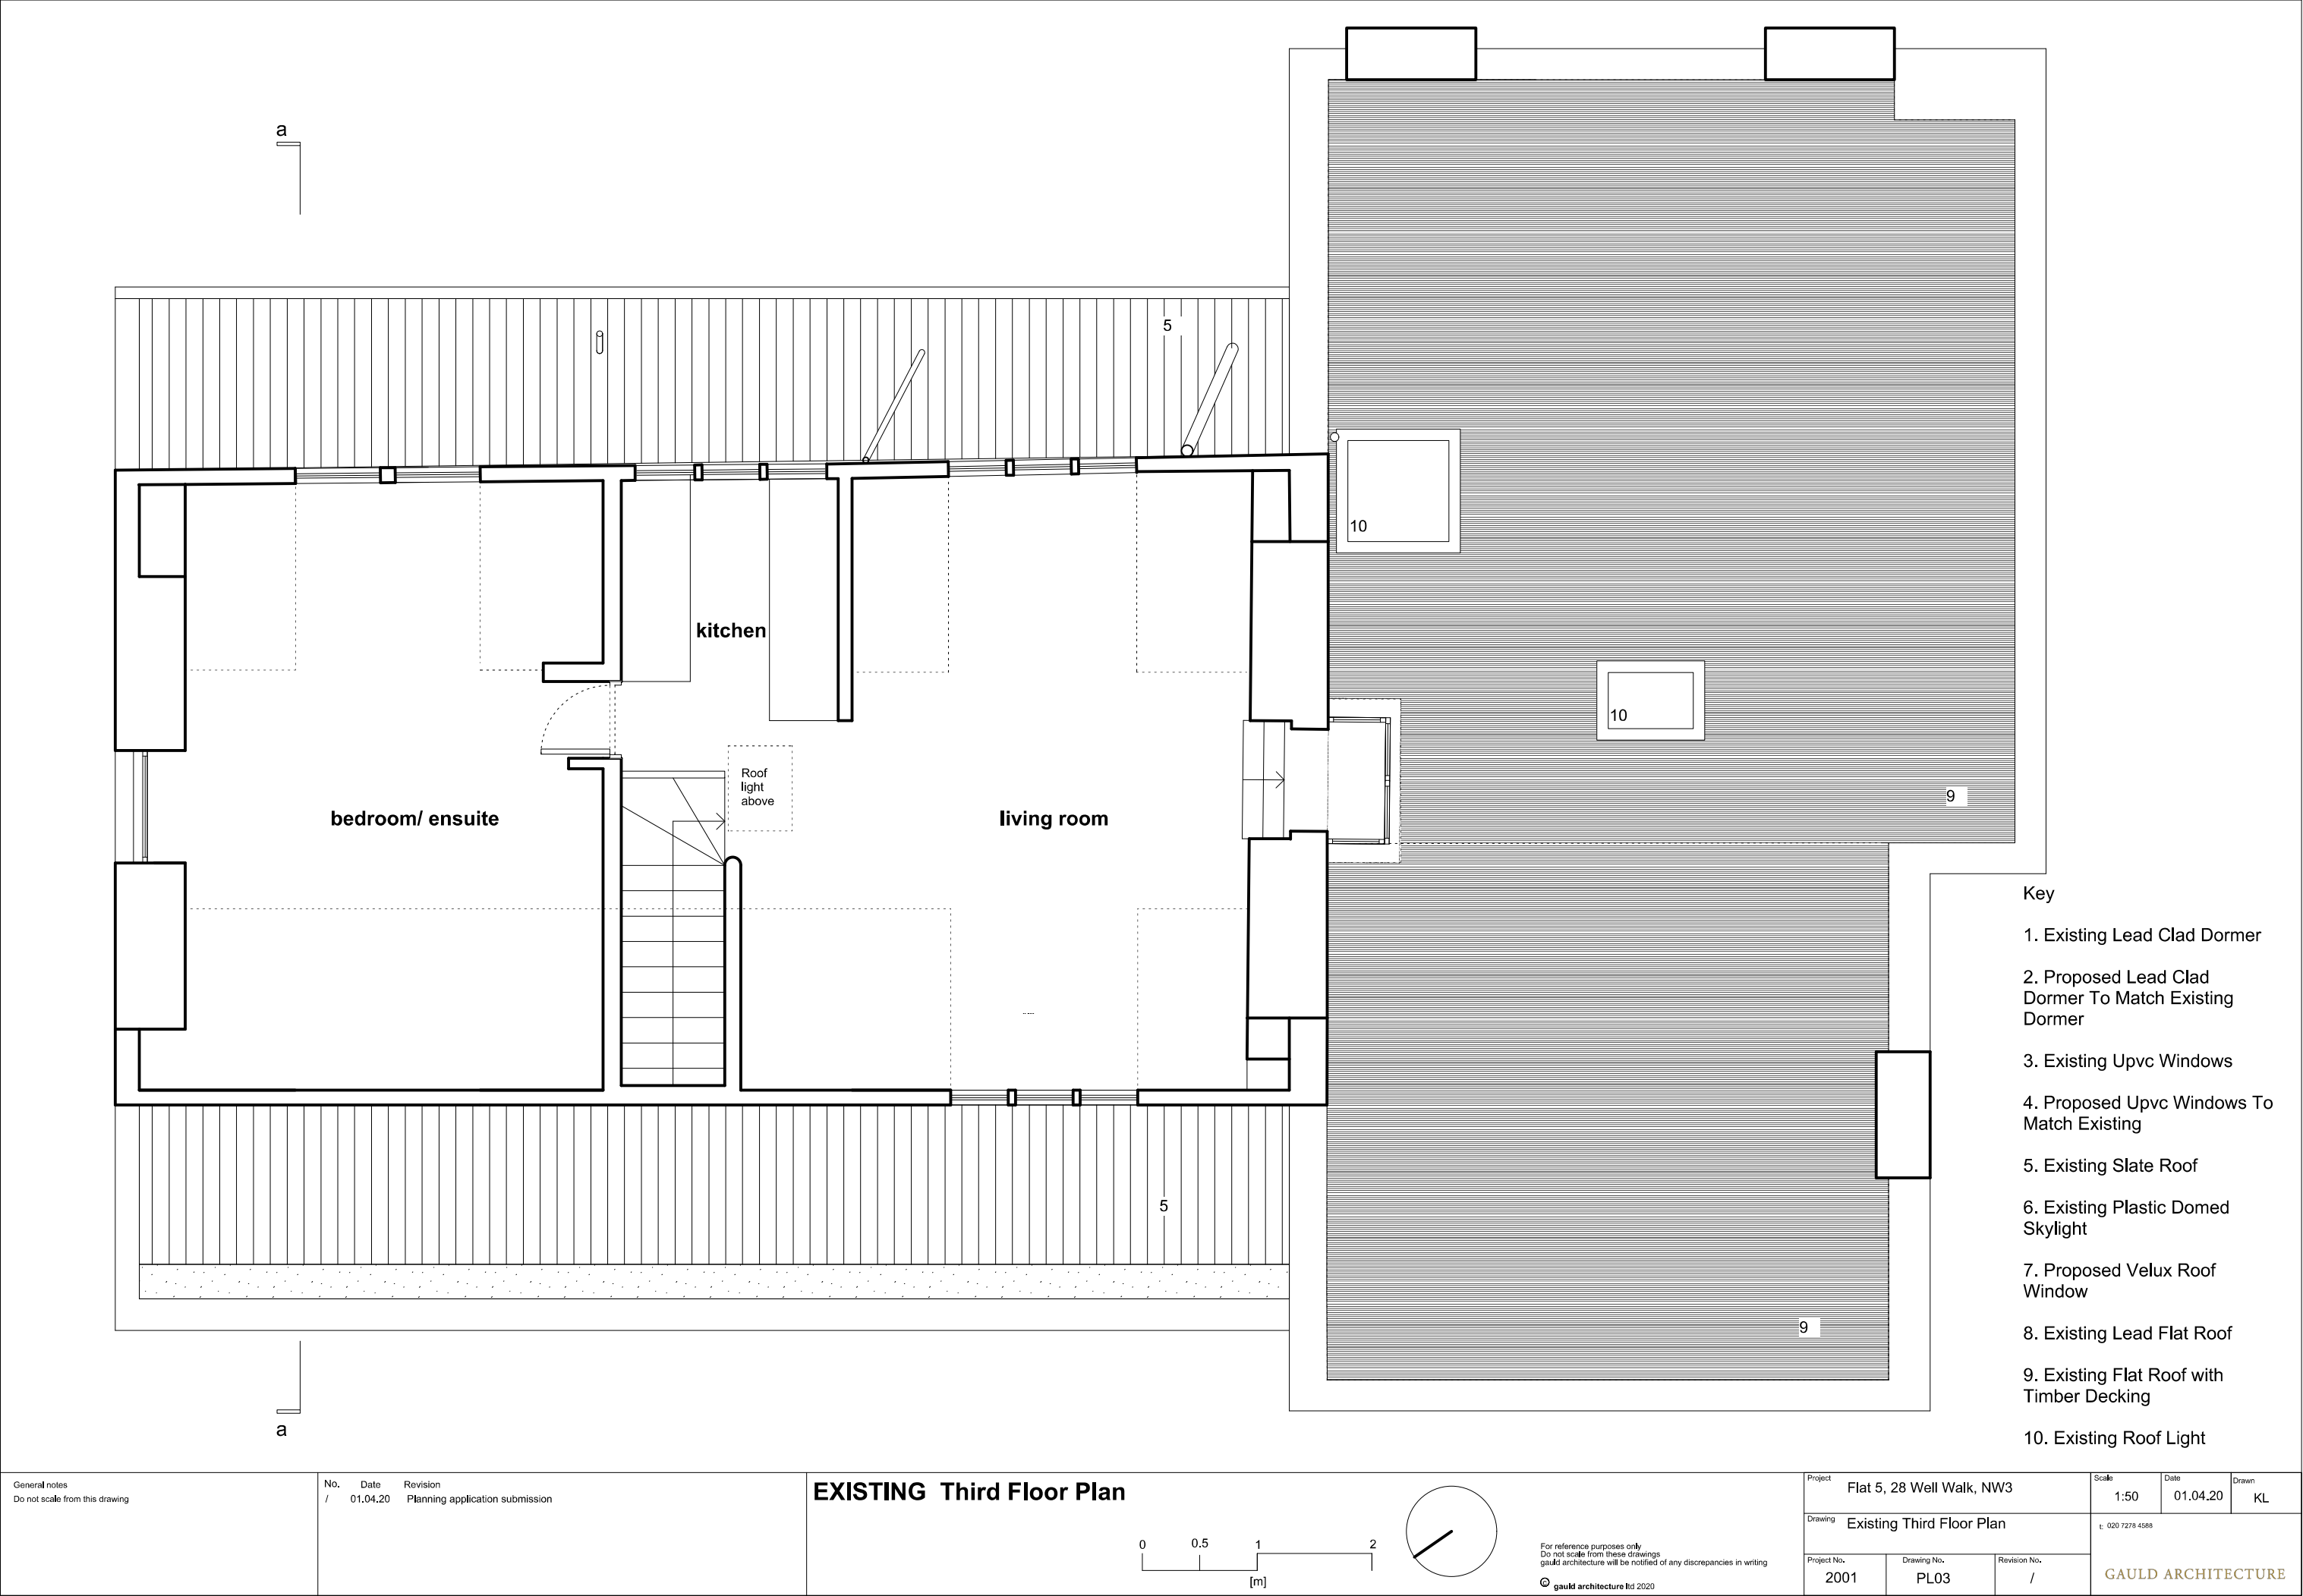 a
5
10
kitchen
10
Roof
light
above
9
bedroom/ ensuite
living room
5
9
a
Key
1. Existing Lead Clad Dormer
2. Proposed Lead Clad
Dormer To Match Existing
Dormer
3. Existing Upvc Windows
4. Proposed Upvc Windows To
Match Existing
5. Existing Slate Roof
6. Existing Plastic Domed
Skylight
7. Proposed Velux Roof
Window
8. Existing Lead Flat Roof
9. Existing Flat Roof with
Timber Decking
10. Existing Roof Light
General notes
Do not scale from this drawing
No. Date Revision
/ 01.04.20 Planning application submission
EXISTING Third Floor Plan
0 0.5 1 2
[m]
For reference purposes only
Do not scale from these drawings
gauld architecture will be notified of any discrepancies in writing
© gauld architecture ltd 2020
Project Flat 5, 28 Well Walk, NW3
Drawing Existing Third Floor Plan
Project No. Drawing No. Revision No.
2001 PL03 /
Scale Date Drawn
1:50 01.04.20 KL
t: 020 7278 4588
GAULD ARCHITECTURE